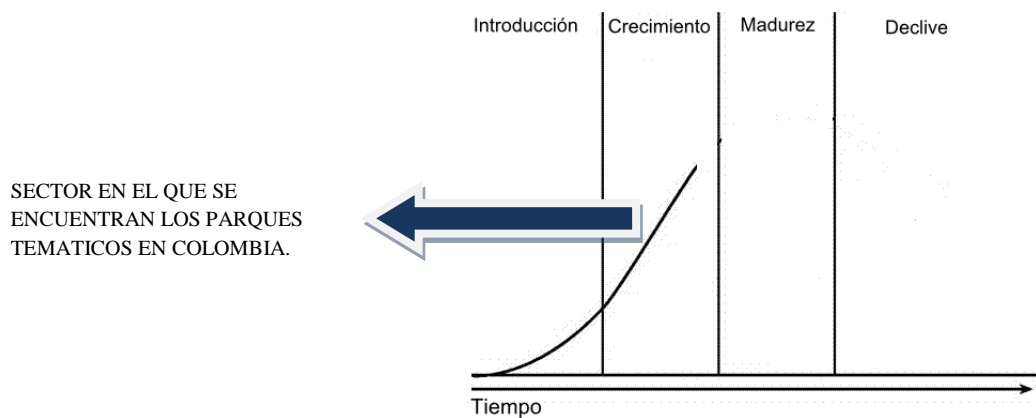 Introducción Crecimiento Madurez Declive
SECTOR EN EL QUE SE
ENCUENTRAN LOS PARQUES
TEMATICOS EN COLOMBIA.
Tiempo